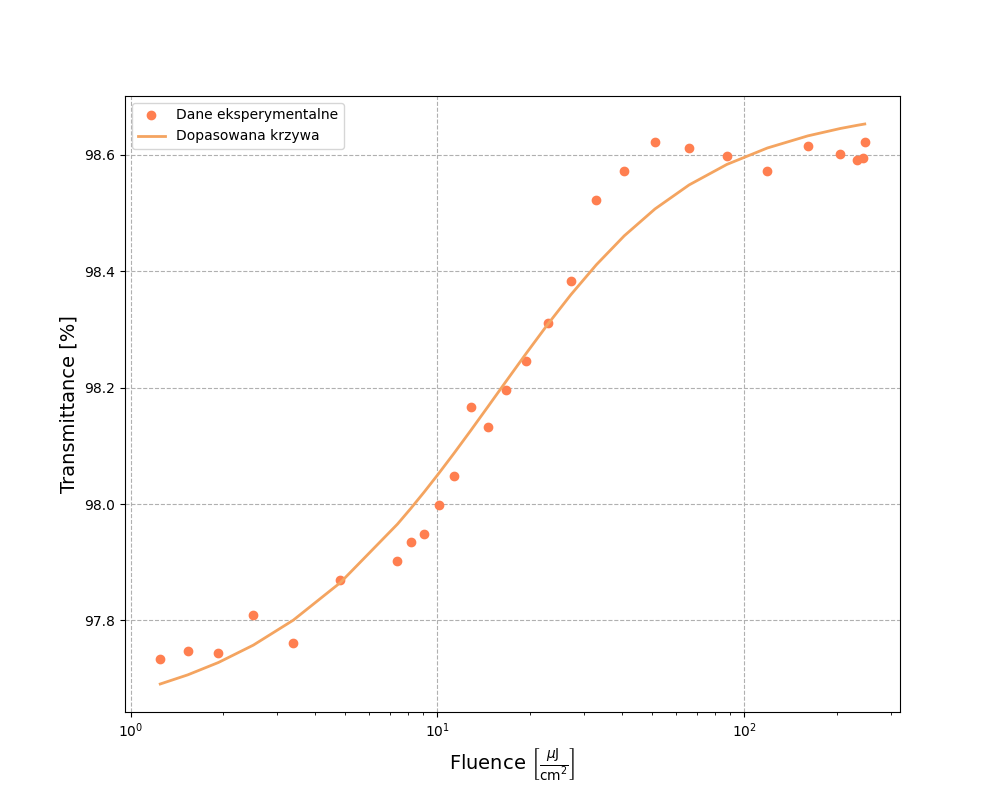 Dane eksperymentalne
Dopasowana krzywa
Transmittance [%]
98.6
98.4
98.2
98.0
97.8
10⁰ 10¹ 10²
Fluence [μJ/cm²]